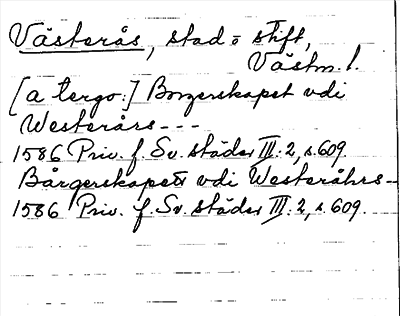 Västerås, stad o stift,
Västm. l.
[a tergo:] Borgerskapet vdi
Westerårs ---
1586 Priv. f. Sv. städer III: 2, s. 609
Bårgerskapett vdi Westeråhrs --
1586 Priv. f. Sv. städer III: 2, s. 609.